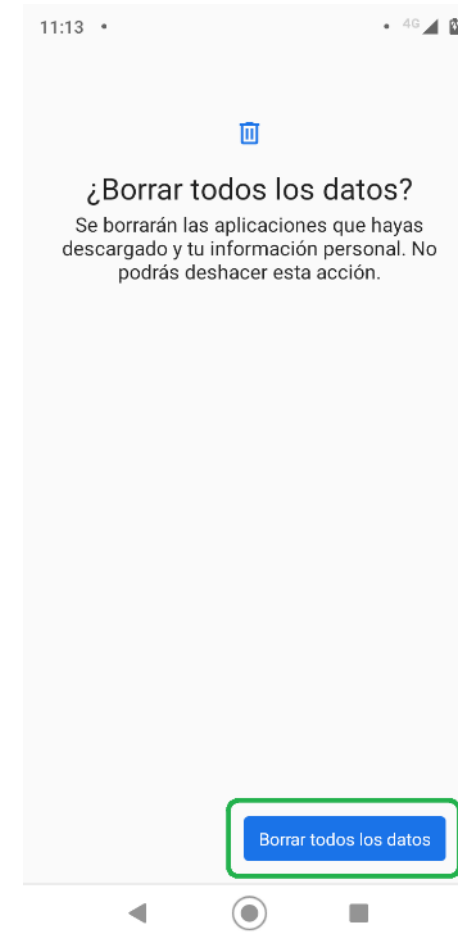 11:13
4G
¿Borrar todos los datos?
Se borrarán las aplicaciones que hayas
descargado y tu información personal. No
podrás deshacer esta acción.
Borrar todos los datos